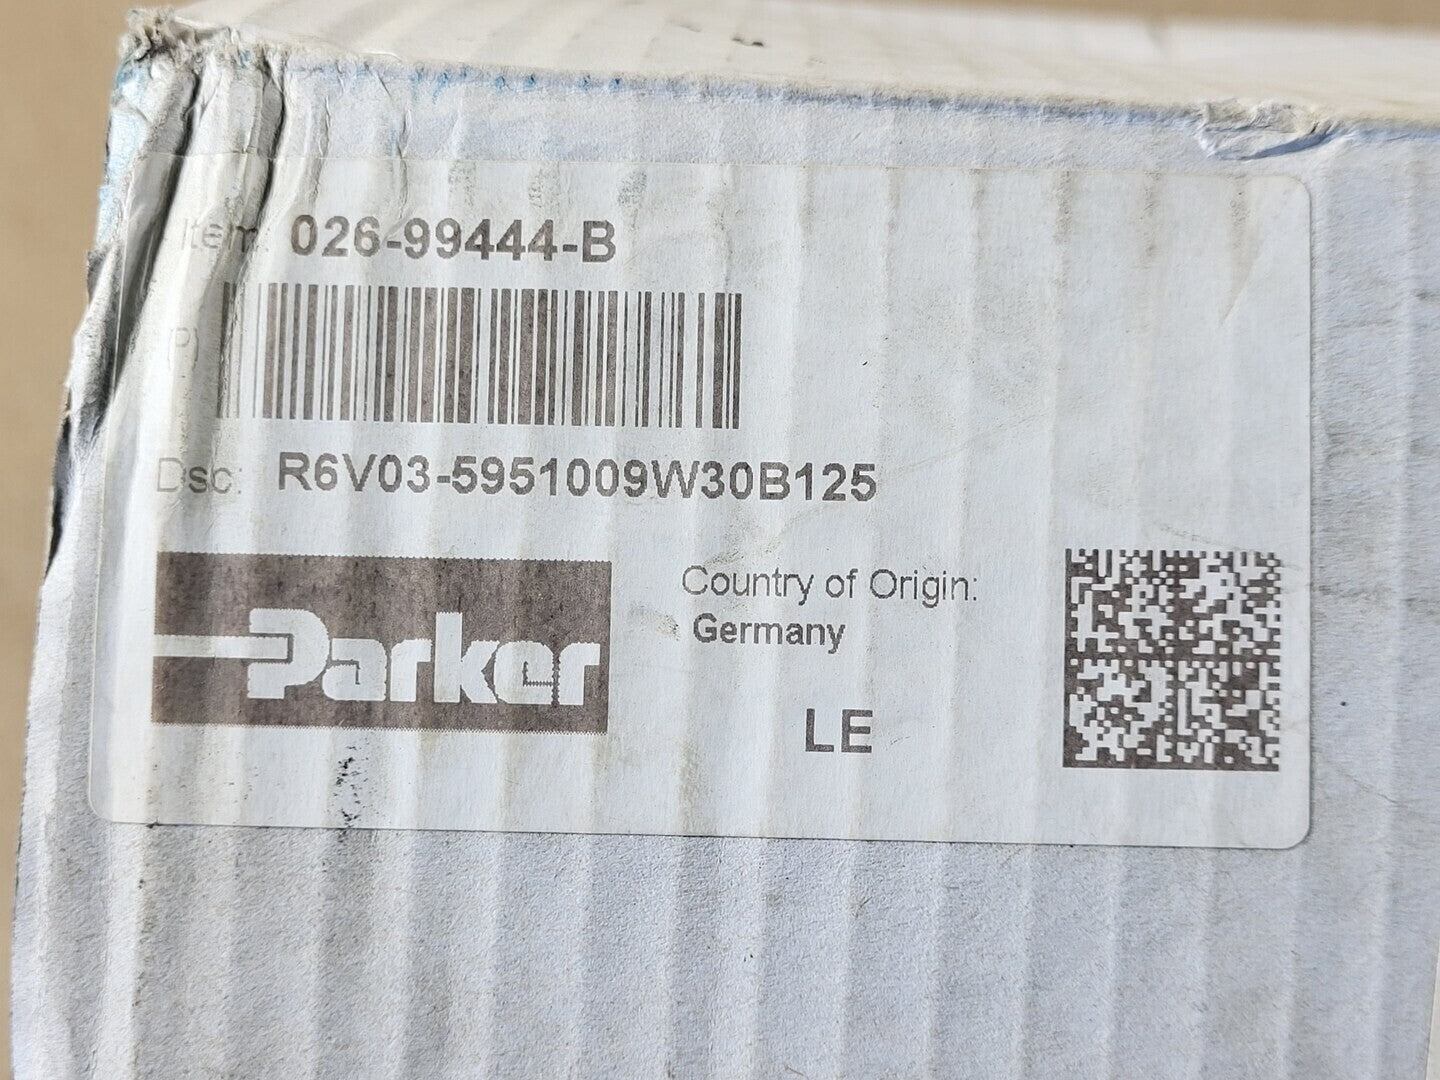 Item: 026-99444-B
(P)
Dsc: R6V03-5951009W30B125
Parker
Country of Origin:
Germany
LE